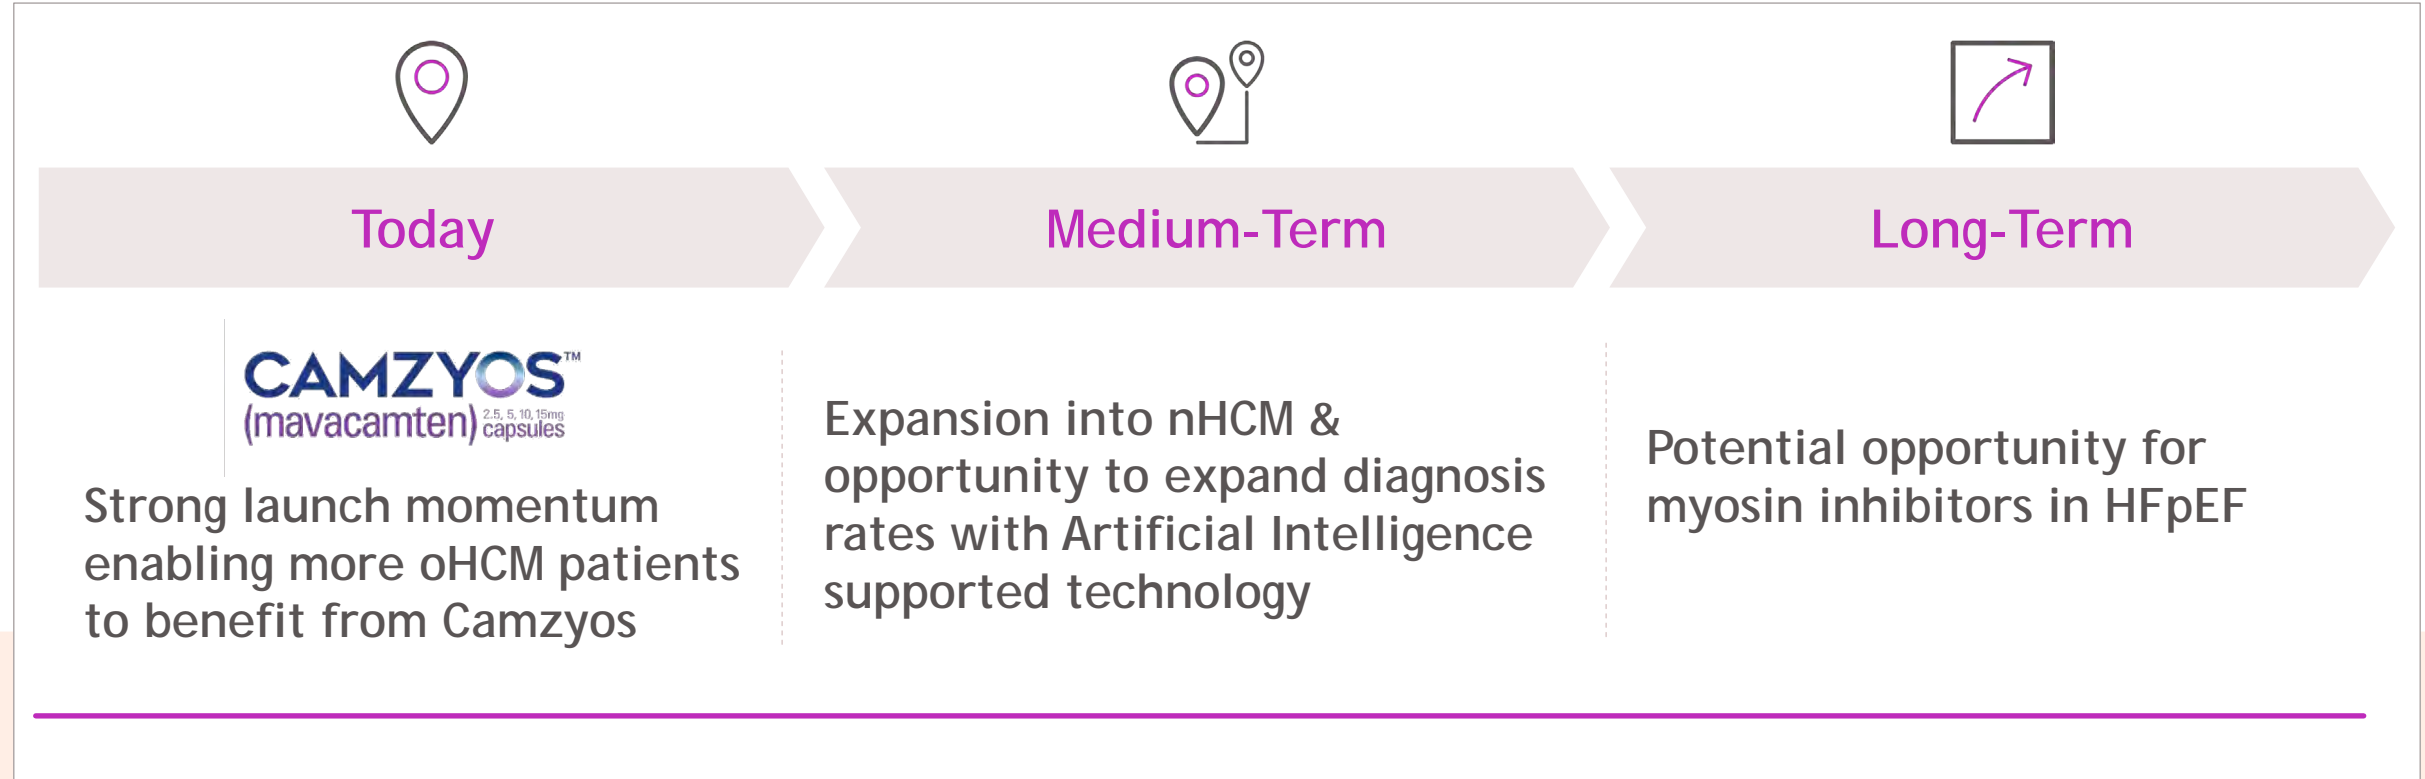 Today
Medium-Term
Long-Term
CAMZYOS™
(mavacamten) 2.5, 5, 10, 15mg
capsules
Strong launch momentum
enabling more oHCM patients
to benefit from Camzyos
Expansion into nHCM &
opportunity to expand diagnosis
rates with Artificial Intelligence
supported technology
Potential opportunity for
myosin inhibitors in HFpEF